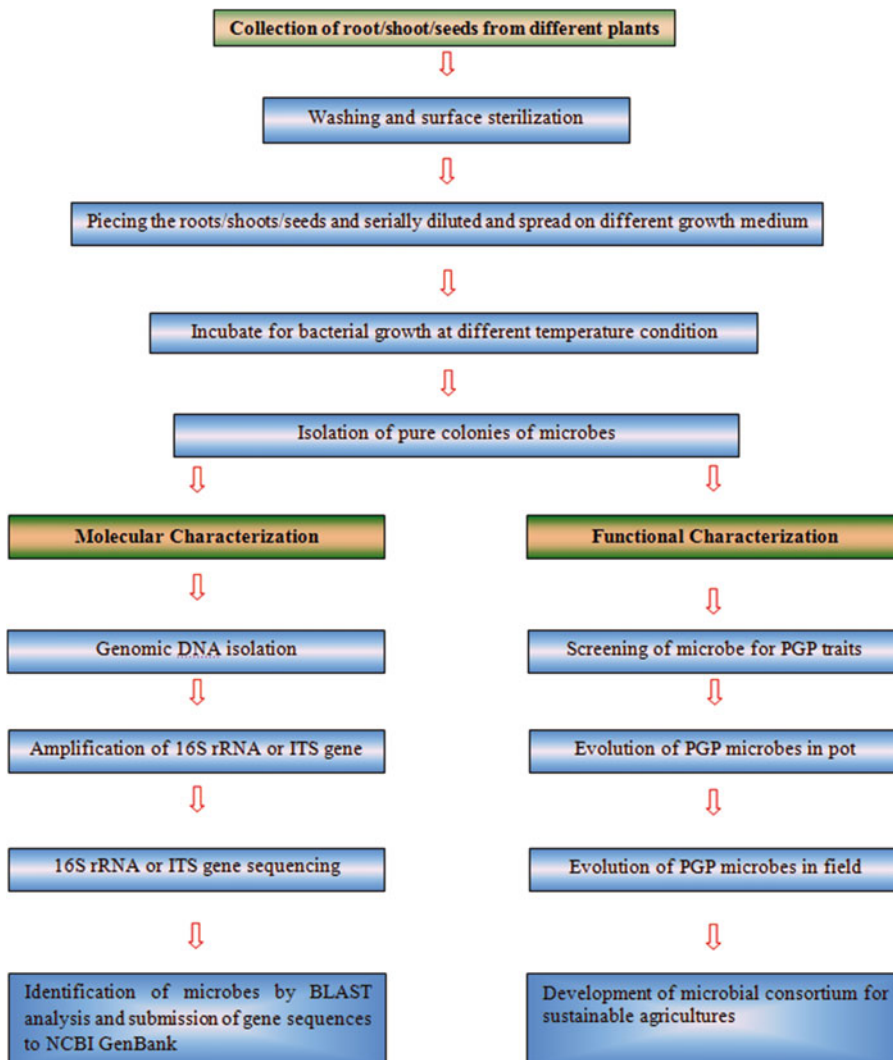 Collection of root/shoot/seeds from different plants
Washing and surface sterilization
Piecing the roots/shoots/seeds and serially diluted and spread on different growth medium
Incubate for bacterial growth at different temperature condition
Isolation of pure colonies of microbes
Molecular Characterization
Genomic DNA isolation
Amplification of 16S rRNA or ITS gene
16S rRNA or ITS gene sequencing
Identification of microbes by BLAST
analysis and submission of gene sequences
to NCBI GenBank
Functional Characterization
Screening of microbe for PGP traits
Evolution of PGP microbes in pot
Evolution of PGP microbes in field
Development of microbial consortium for
sustainable agricultures